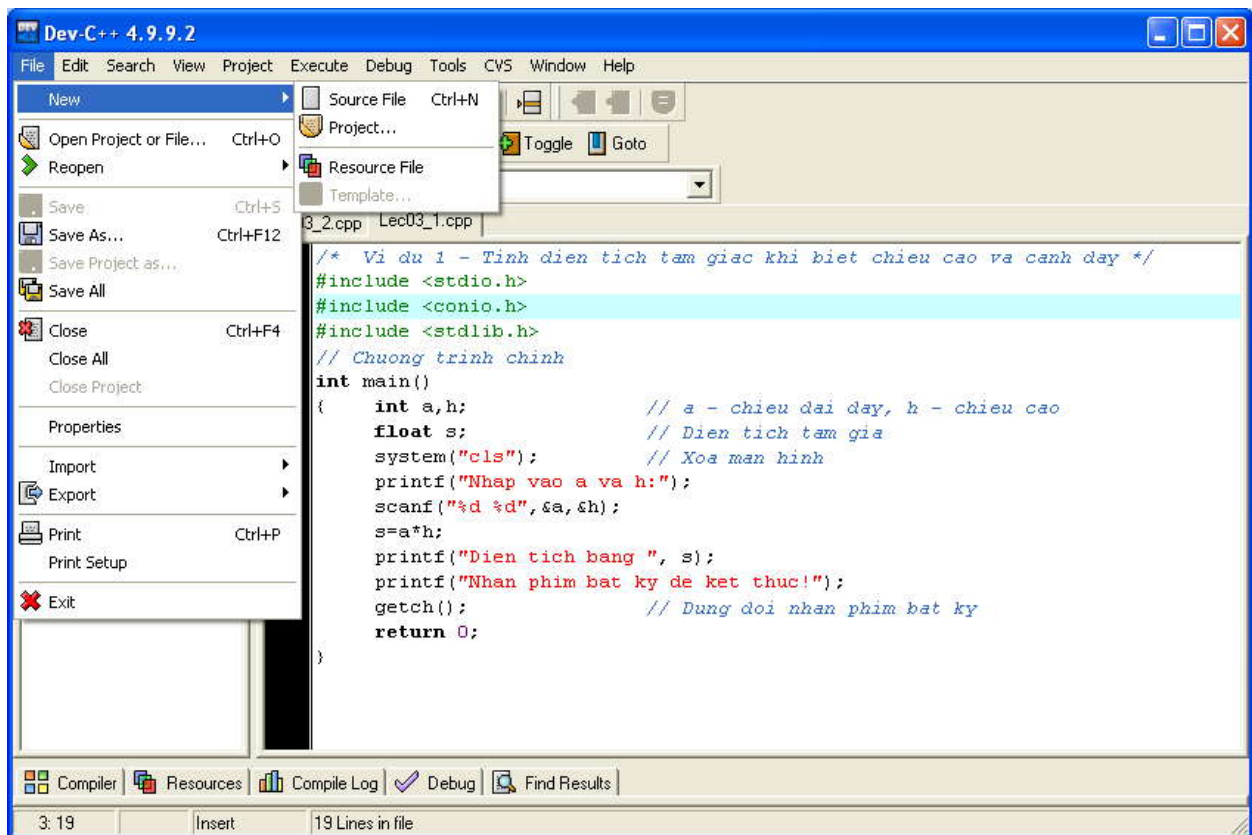 Dev-C++ 4.9.9.2
File Edit Search View Project Execute Debug Tools CVS Window Help
New
Open Project or File... Ctrl+O
Reopen
Save Ctrl+S
Save As... Ctrl+F12
Save Project as...
Save All
Close Ctrl+F4
Close All
Close Project
Properties
Import
Export
Print Ctrl+P
Print Setup
Exit
Source File Ctrl+N
Project...
Resource File
Template...
Toggle Goto
3_2.cpp Lec03_1.cpp
/* Vi du 1 - Tinh dien tich tam giac khi biet chieu cao va canh day */
#include <stdio.h>
#include <conio.h>
#include <stdlib.h>
// Chuong trinh chinh
int main()
{ int a,h; // a - chieu dai day, h - chieu cao
float s; // Dien tich tam gia
system("cls"); // Xoa man hinh
printf("Nhap vao a va h:");
scanf("%d %d",&a,&h);
s=a*h;
printf("Dien tich bang ", s);
printf("Nhan phim bat ky de ket thuc!");
getch(); // Dung doi nhan phim bat ky
return 0;
}
Compiler Resources Compile Log Debug Find Results
3: 19 Insert 19 Lines in file